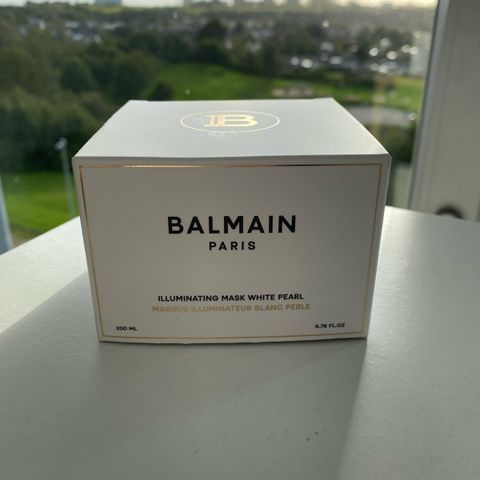 B
BALMAIN
PARIS
ILLUMINATING MASK WHITE PEARL
MASQUE ILLUMINATEUR BLANC PERLE
200 ML 6.76 FL.OZ